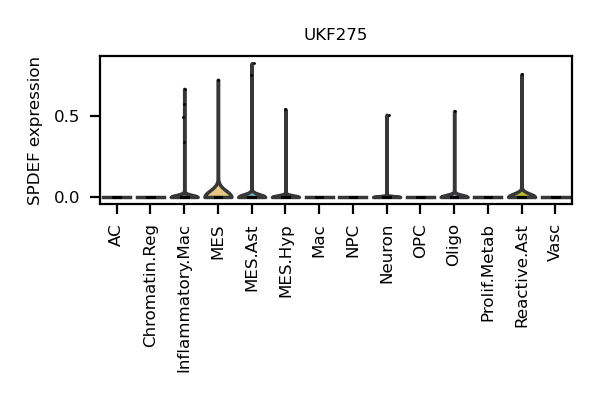 UKF275
SPDEF expression
0.5
0.0
AC
Chromatin.Reg
Inflammatory.Mac
MES
MES.Ast
MES.Hyp
Mac
NPC
Neuron
OPC
Oligo
Prolif.Metab
Reactive.Ast
Vasc